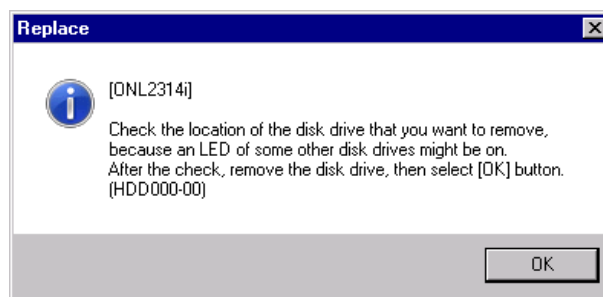 Replace
[ONL2314i]
Check the location of the disk drive that you want to remove,
because an LED of some other disk drives might be on.
After the check, remove the disk drive, then select [OK] button.
(HDD000-00)
OK